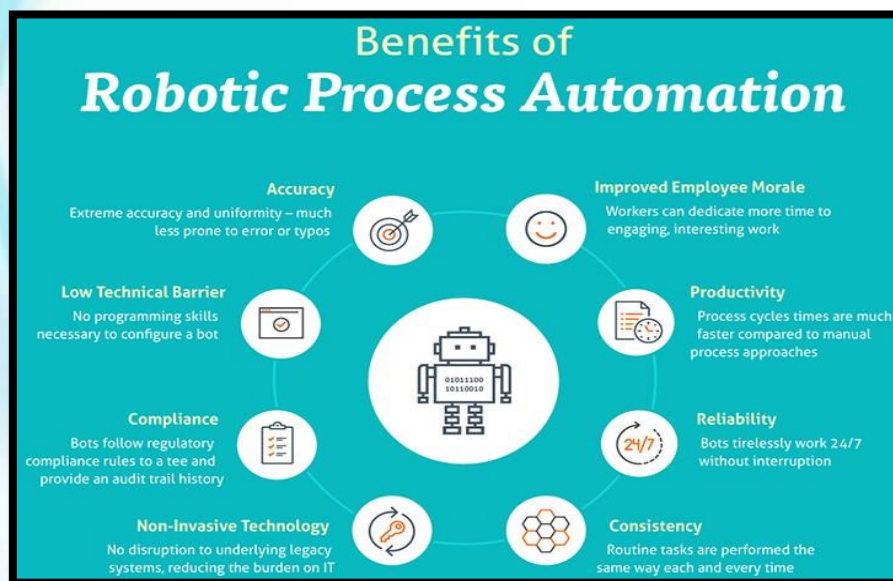 Benefits of
Robotic Process Automation
Accuracy
Extreme accuracy and uniformity – much
less prone to error or typos
Improved Employee Morale
Workers can dedicate more time to
engaging, interesting work
Low Technical Barrier
No programming skills
necessary to configure a bot
Productivity
Process cycles times are much
faster compared to manual
process approaches
01011100
10110010
Compliance
Bots follow regulatory
compliance rules to a tee and
provide an audit trail history
Reliability
24/7
Bots tirelessly work 24/7
without interruption
Non-Invasive Technology
No disruption to underlying legacy
systems, reducing the burden on IT
Consistency
Routine tasks are performed the
same way each and every time